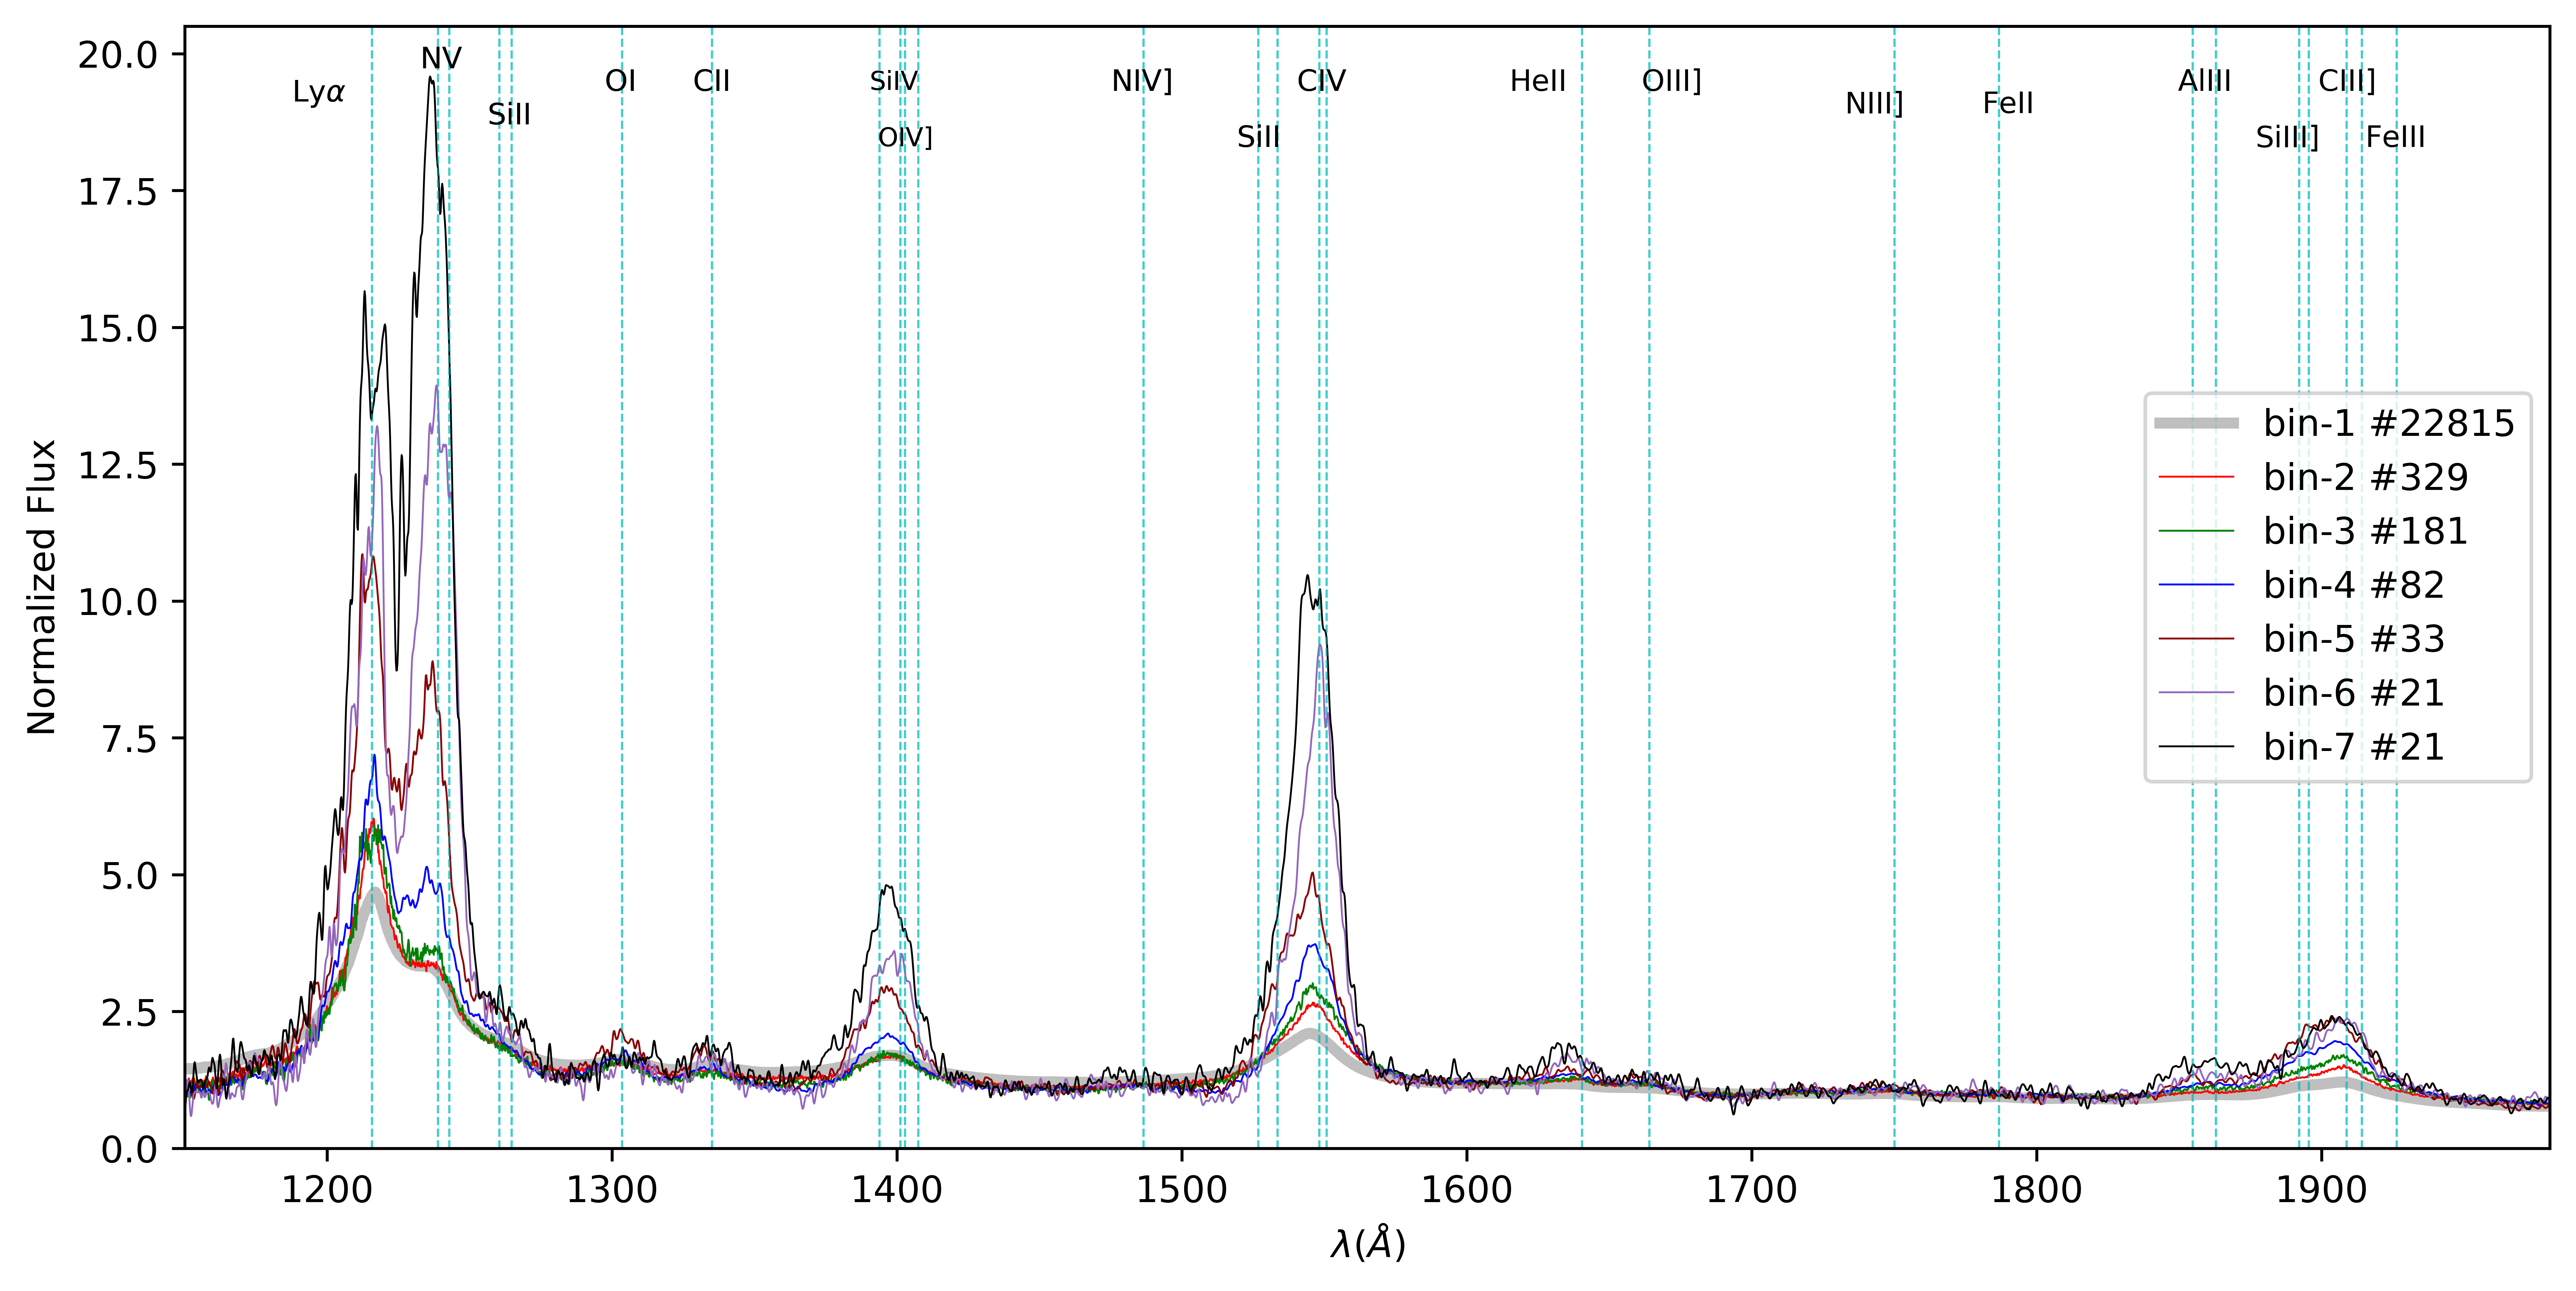 NV
Lyα
SiII
OI
CII
SiIV
OIV]
NIV]
SiII
CIV
HeII
OIII]
NIII]
FeII
AlIII
CIII]
SiIII]
FeIII
20.0
17.5
15.0
12.5
10.0
7.5
5.0
2.5
0.0
Normalized Flux
bin-1 #22815
bin-2 #329
bin-3 #181
bin-4 #82
bin-5 #33
bin-6 #21
bin-7 #21
1200 1300 1400 1500 1600 1700 1800 1900
λ(Å)